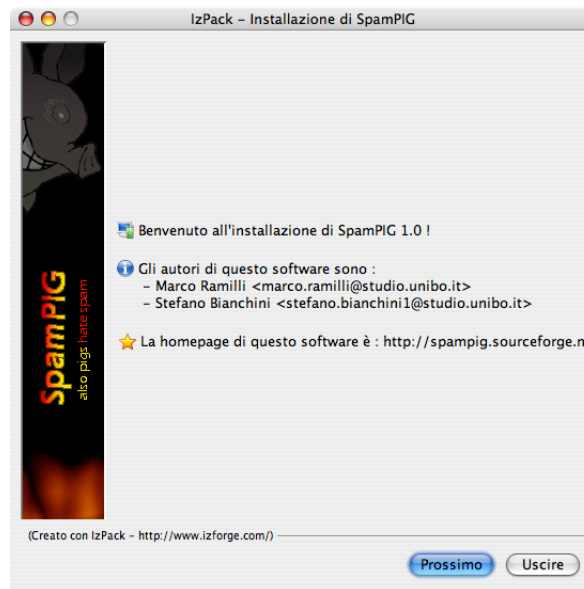 IzPack – Installazione di SpamPIG
Benvenuto all'installazione di SpamPIG 1.0 !
Gli autori di questo software sono :
– Marco Ramilli <marco.ramilli@studio.unibo.it>
– Stefano Bianchini <stefano.bianchini1@studio.unibo.it>
La homepage di questo software è : http://spampig.sourceforge.n
SpamPIG
also pigs hate spam
(Creato con IzPack – http://www.izforge.com/)
Prossimo
Uscire